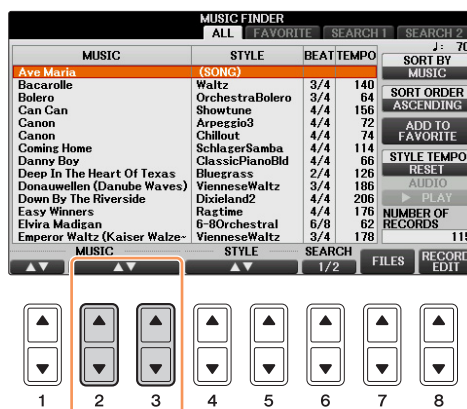 MUSIC FINDER
ALL FAVORITE SEARCH 1 SEARCH 2
MUSIC STYLE BEAT TEMPO
Ave Maria (SONG)
Bacarolle Waltz 3/4 140
Bolero OrchestraBolero 3/4 64
Can Can Showtune 4/4 156
Canon Arpeggio3 4/4 72
Canon Chillout 4/4 74
Coming Home SchlagerSamba 4/4 114
Danny Boy ClassicPianoBld 4/4 66
Deep In The Heart Of Texas Bluegrass 2/4 126
Donauwellen (Danube Waves) VienneseWaltz 3/4 186
Down By The Riverside Dixieland2 4/4 206
Easy Winners Ragtime 4/4 176
Elvira Madigan 6-8Orchestral 6/8 62
Emperor Waltz (Kaiser Walze~ VienneseWaltz 3/4 178
♩: 70
SORT BY
MUSIC
SORT ORDER
ASCENDING
ADD TO
FAVORITE
STYLE TEMPO
RESET
AUDIO
▶ PLAY
NUMBER OF
RECORDS
115
MUSIC STYLE SEARCH
▲▼ ▲▼ ▲▼ 1/2 FILES RECORD
EDIT
1 2 3 4 5 6 7 8